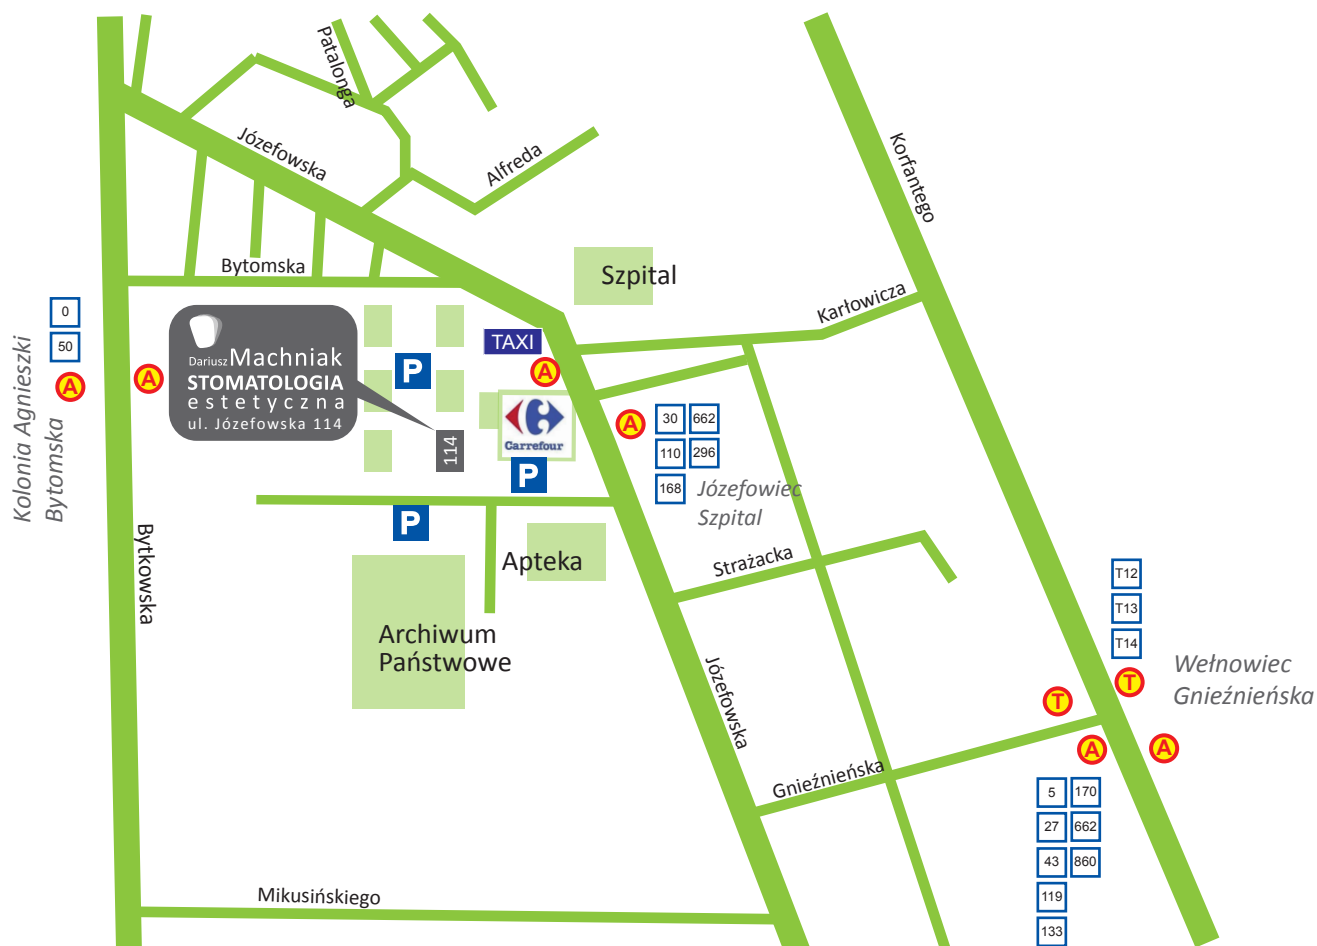 Patalonga
Józefowska
Alfreda
Korfantego
Bytomska
Szpital
Karłowicza
0
50
Kolonia Agnieszki
Bytomska
A
A
Dariusz Machniak
STOMATOLOGIA
estetyczna
ul. Józefowska 114
P
TAXI
A
114
Carrefour
P
P
A
30 662
110 296
168
Józefowiec
Szpital
Bytkowska
Apteka
Strażacka
Archiwum
Państwowe
Józefowska
T12
T13
T14
Wełnowiec
Gnieźnieńska
T
T
A
A
Gnieźnieńska
5 170
27 662
43 860
119
133
Mikusińskiego